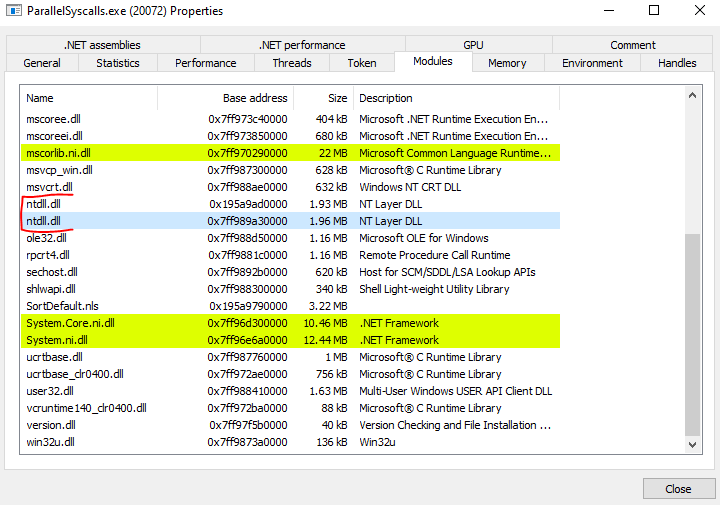 ParallelSyscalls.exe (20072) Properties
.NET assemblies .NET performance GPU Comment
General Statistics Performance Threads Token Modules Memory Environment Handles
Name Base address Size Description
mscoree.dll 0x7ff973c40000 404 kB Microsoft .NET Runtime Execution En...
mscoreei.dll 0x7ff973850000 680 kB Microsoft .NET Runtime Execution En...
mscorlib.ni.dll 0x7ff970290000 22 MB Microsoft Common Language Runtime...
msvcp_win.dll 0x7ff987300000 628 kB Microsoft® C Runtime Library
msvcrt.dll 0x7ff988ae0000 632 kB Windows NT CRT DLL
ntdll.dll 0x195a9ad0000 1.93 MB NT Layer DLL
ntdll.dll 0x7ff989a30000 1.96 MB NT Layer DLL
ole32.dll 0x7ff988d50000 1.16 MB Microsoft OLE for Windows
rpcrt4.dll 0x7ff9881c0000 1.16 MB Remote Procedure Call Runtime
sechost.dll 0x7ff9892b0000 620 kB Host for SCM/SDDL/LSA Lookup APIs
shlwapi.dll 0x7ff988300000 340 kB Shell Light-weight Utility Library
SortDefault.nls 0x195a9790000 3.22 MB
System.Core.ni.dll 0x7ff96d300000 10.46 MB .NET Framework
System.ni.dll 0x7ff96e6a0000 12.44 MB .NET Framework
ucrtbase.dll 0x7ff987760000 1 MB Microsoft® C Runtime Library
ucrtbase_clr0400.dll 0x7ff972ae0000 756 kB Microsoft® C Runtime Library
user32.dll 0x7ff988410000 1.63 MB Multi-User Windows USER API Client DLL
vcruntime140_clr0400.dll 0x7ff972ba0000 88 kB Microsoft® C Runtime Library
version.dll 0x7ff97f5b0000 40 kB Version Checking and File Installation ...
win32u.dll 0x7ff9873a0000 136 kB Win32u
Close